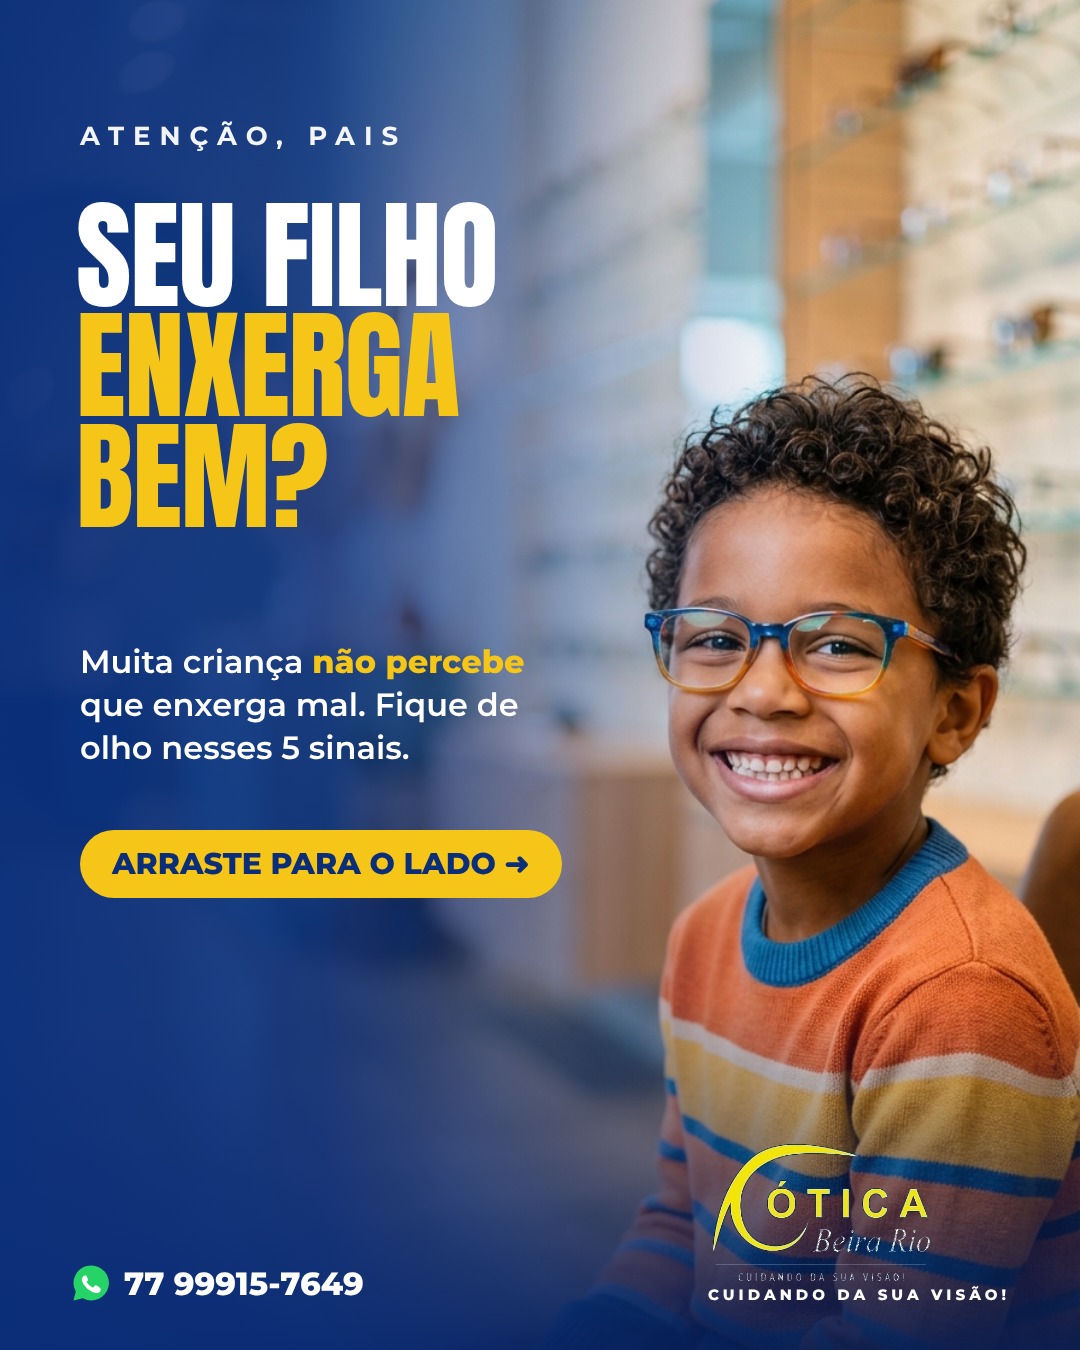 ATENÇÃO, PAIS
SEU FILHO
ENXERGA
BEM?
Muita criança não percebe
que enxerga mal. Fique de
olho nesses 5 sinais.
ARRASTE PARA O LADO ➜
ÓTICA
Beira Rio
CUIDANDO DA SUA VISÃO!
77 99915-7649
CUIDANDO DA SUA VISÃO!